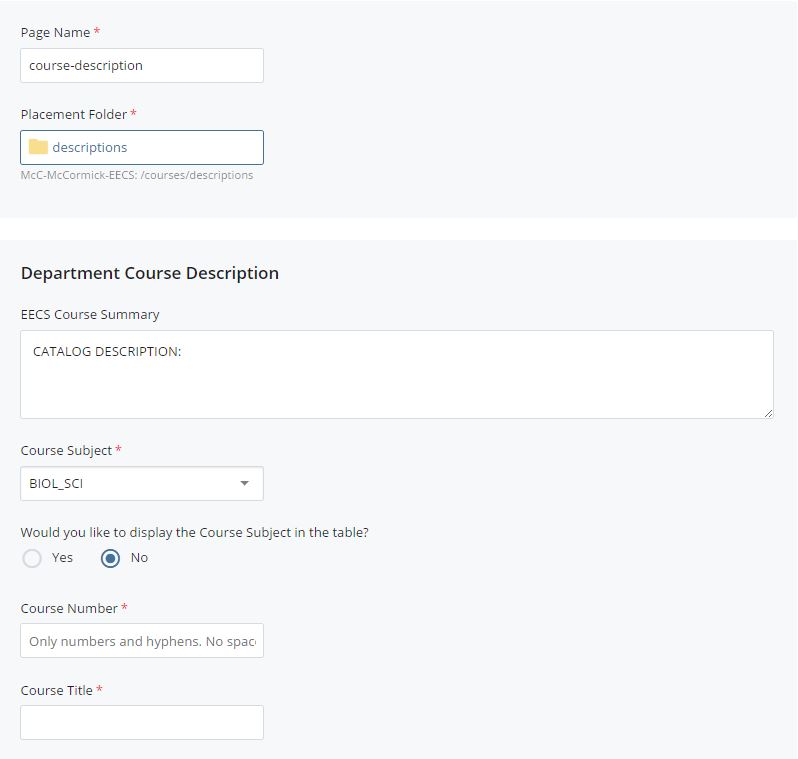 Page Name *
course-description
Placement Folder *
descriptions
McC-McCormick-EECS: /courses/descriptions
Department Course Description
EECS Course Summary
CATALOG DESCRIPTION:
Course Subject *
BIOL_SCI
Would you like to display the Course Subject in the table?
Yes No
Course Number *
Only numbers and hyphens. No
Course Title *